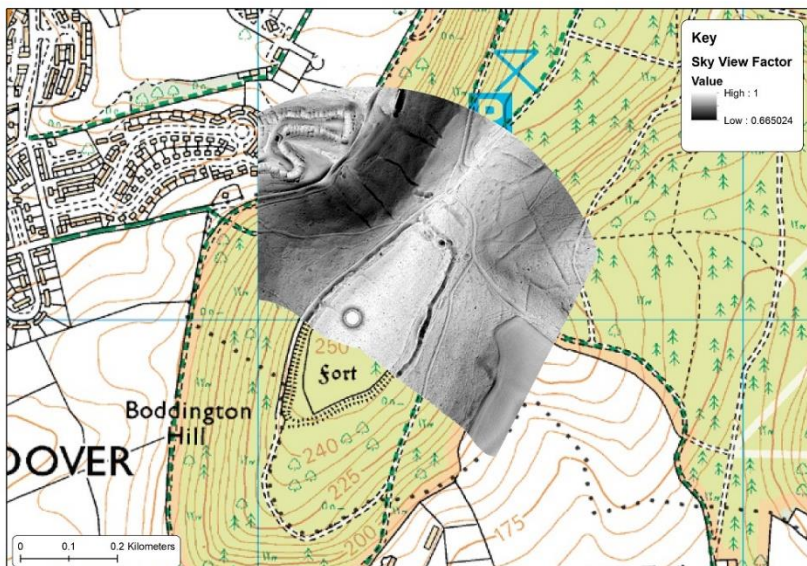 Key
Sky View Factor
Value
High : 1
Low : 0.665024
P
250
Fort
Boddington
Hill
DOVER
240
225
200
175
0 0.1 0.2 Kilometers